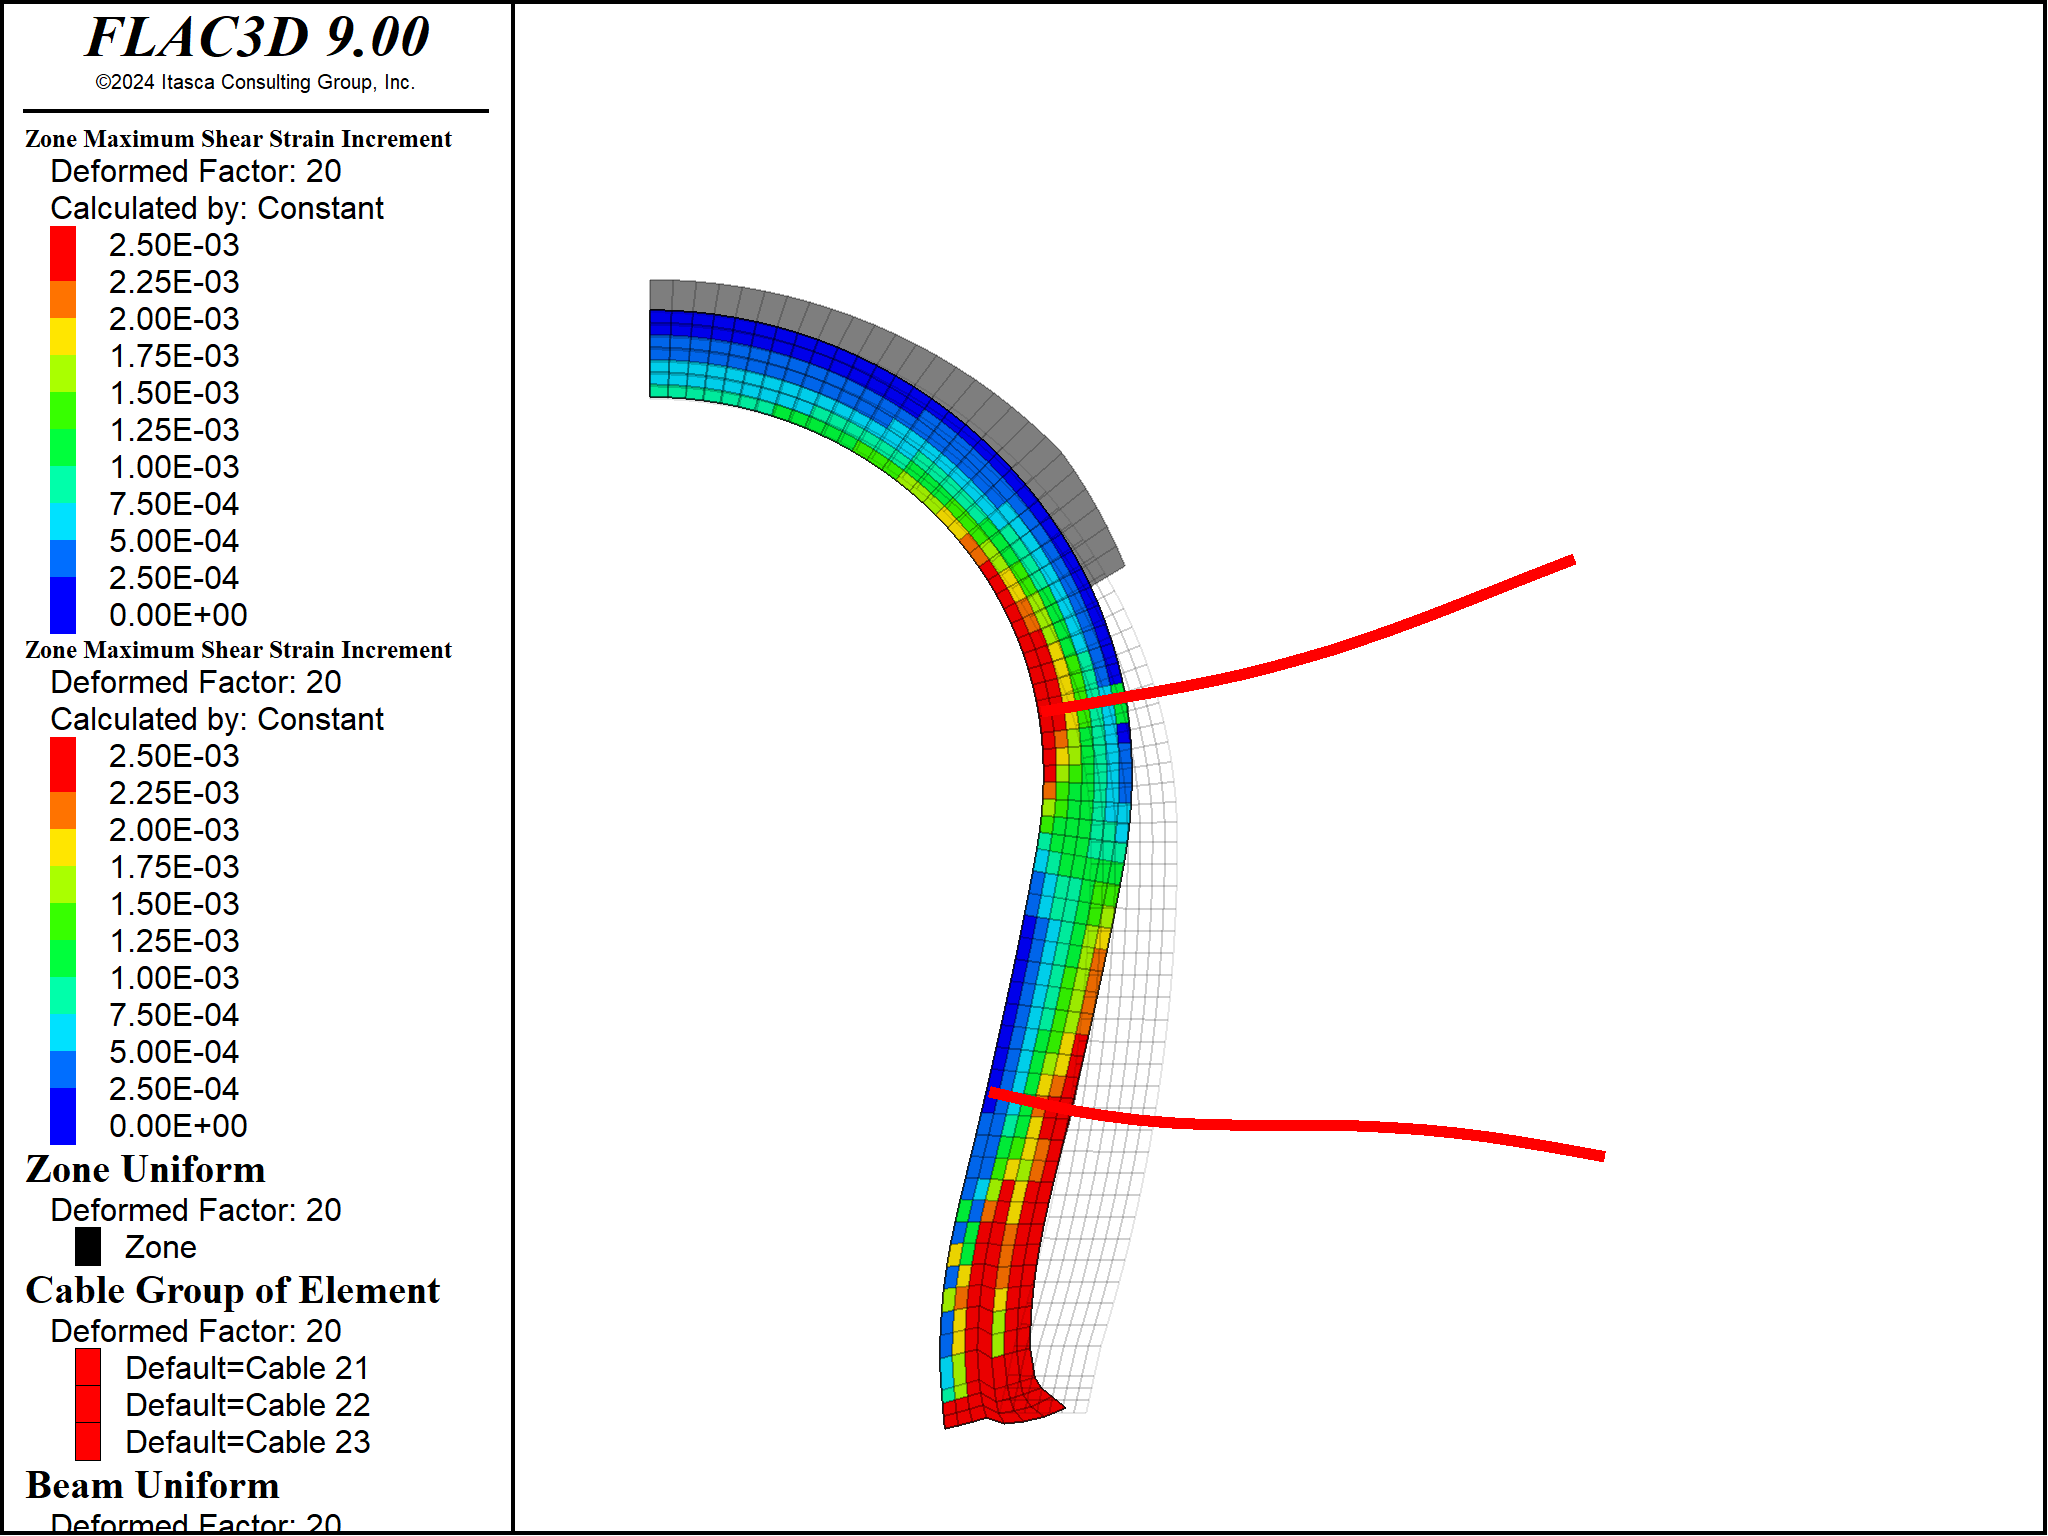 FLAC3D 9.00
©2024 Itasca Consulting Group, Inc.
Zone Maximum Shear Strain Increment
Deformed Factor: 20
Calculated by: Constant
2.50E-03
2.25E-03
2.00E-03
1.75E-03
1.50E-03
1.25E-03
1.00E-03
7.50E-04
5.00E-04
2.50E-04
0.00E+00
Zone Maximum Shear Strain Increment
Deformed Factor: 20
Calculated by: Constant
2.50E-03
2.25E-03
2.00E-03
1.75E-03
1.50E-03
1.25E-03
1.00E-03
7.50E-04
5.00E-04
2.50E-04
0.00E+00
Zone Uniform
Deformed Factor: 20
Zone
Cable Group of Element
Deformed Factor: 20
Default=Cable 21
Default=Cable 22
Default=Cable 23
Beam Uniform
Deformed Factor: 20